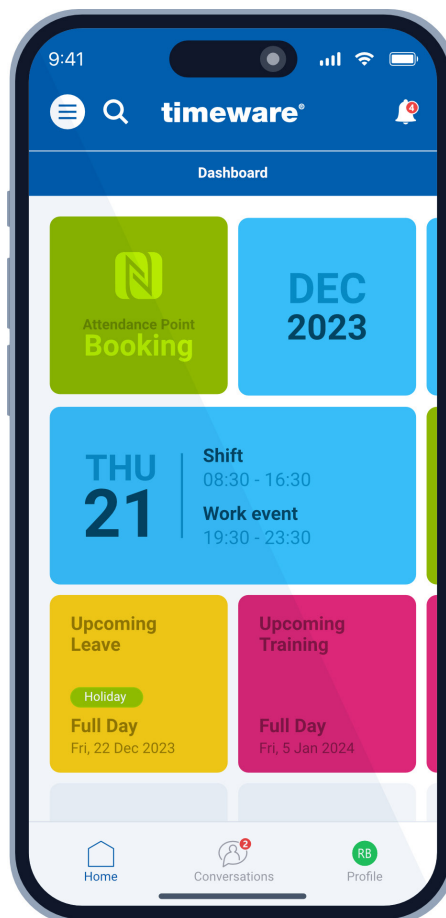 9:41
timeware®
4
Dashboard
Attendance Point
Booking
DEC
2023
THU
21
Shift
08:30 - 16:30
Work event
19:30 - 23:30
Upcoming
Leave
Holiday
Full Day
Fri, 22 Dec 2023
Upcoming
Training
Full Day
Fri, 5 Jan 2024
Home
2
Conversations
RB
Profile